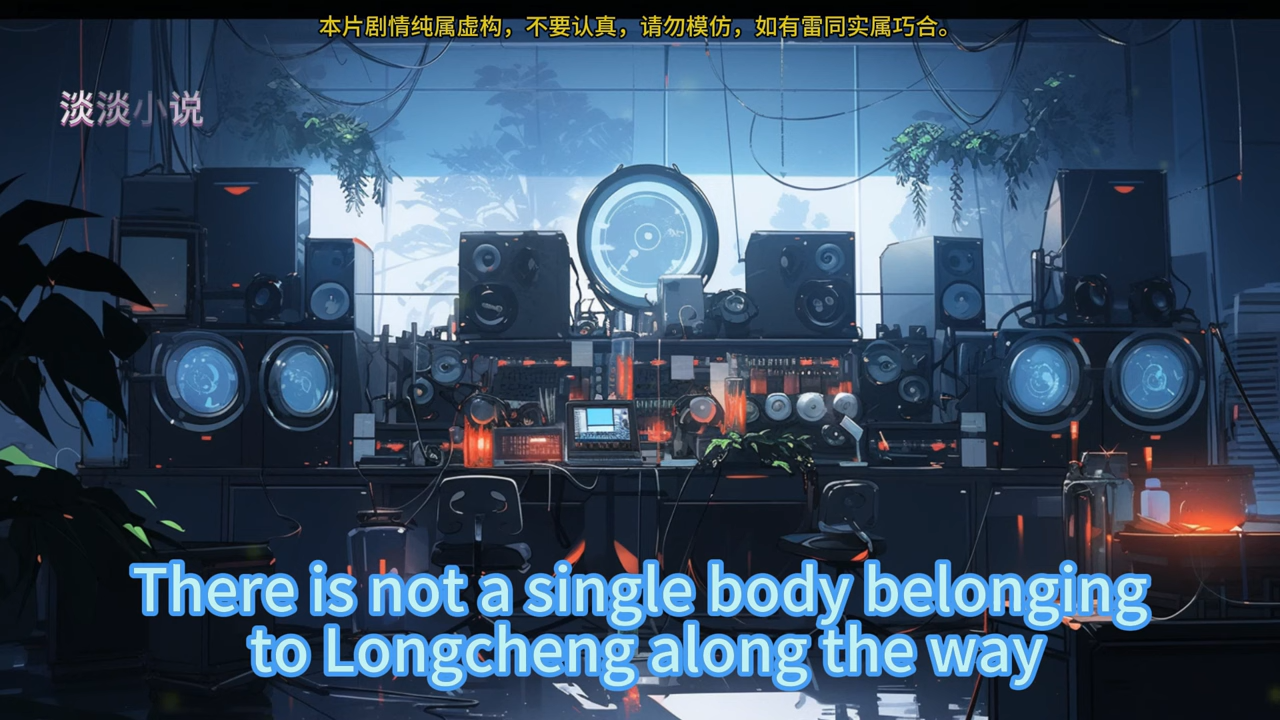 本片剧情纯属虚构，不要认真，请勿模仿，如有雷同实属巧合。
淡淡小说
There is not a single body belonging
to Longcheng along the way